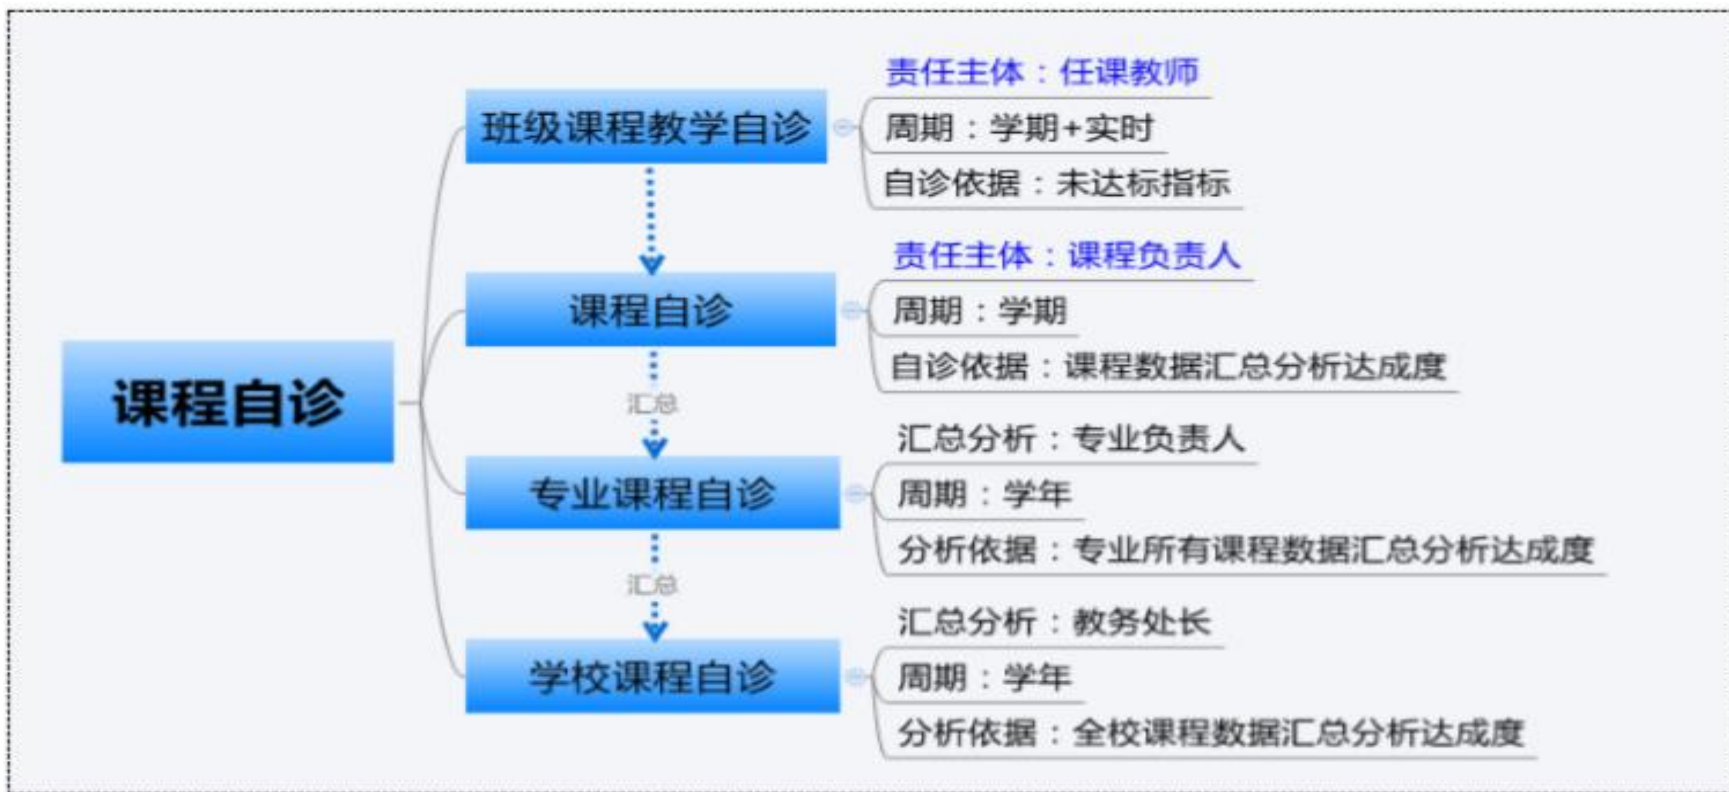 课程自诊
班级课程教学自诊
责任主体：任课教师
周期：学期+实时
自诊依据：未达标指标
课程自诊
责任主体：课程负责人
周期：学期
自诊依据：课程数据汇总分析达成度
汇总
专业课程自诊
汇总分析：专业负责人
周期：学年
分析依据：专业所有课程数据汇总分析达成度
汇总
学校课程自诊
汇总分析：教务处长
周期：学年
分析依据：全校课程数据汇总分析达成度